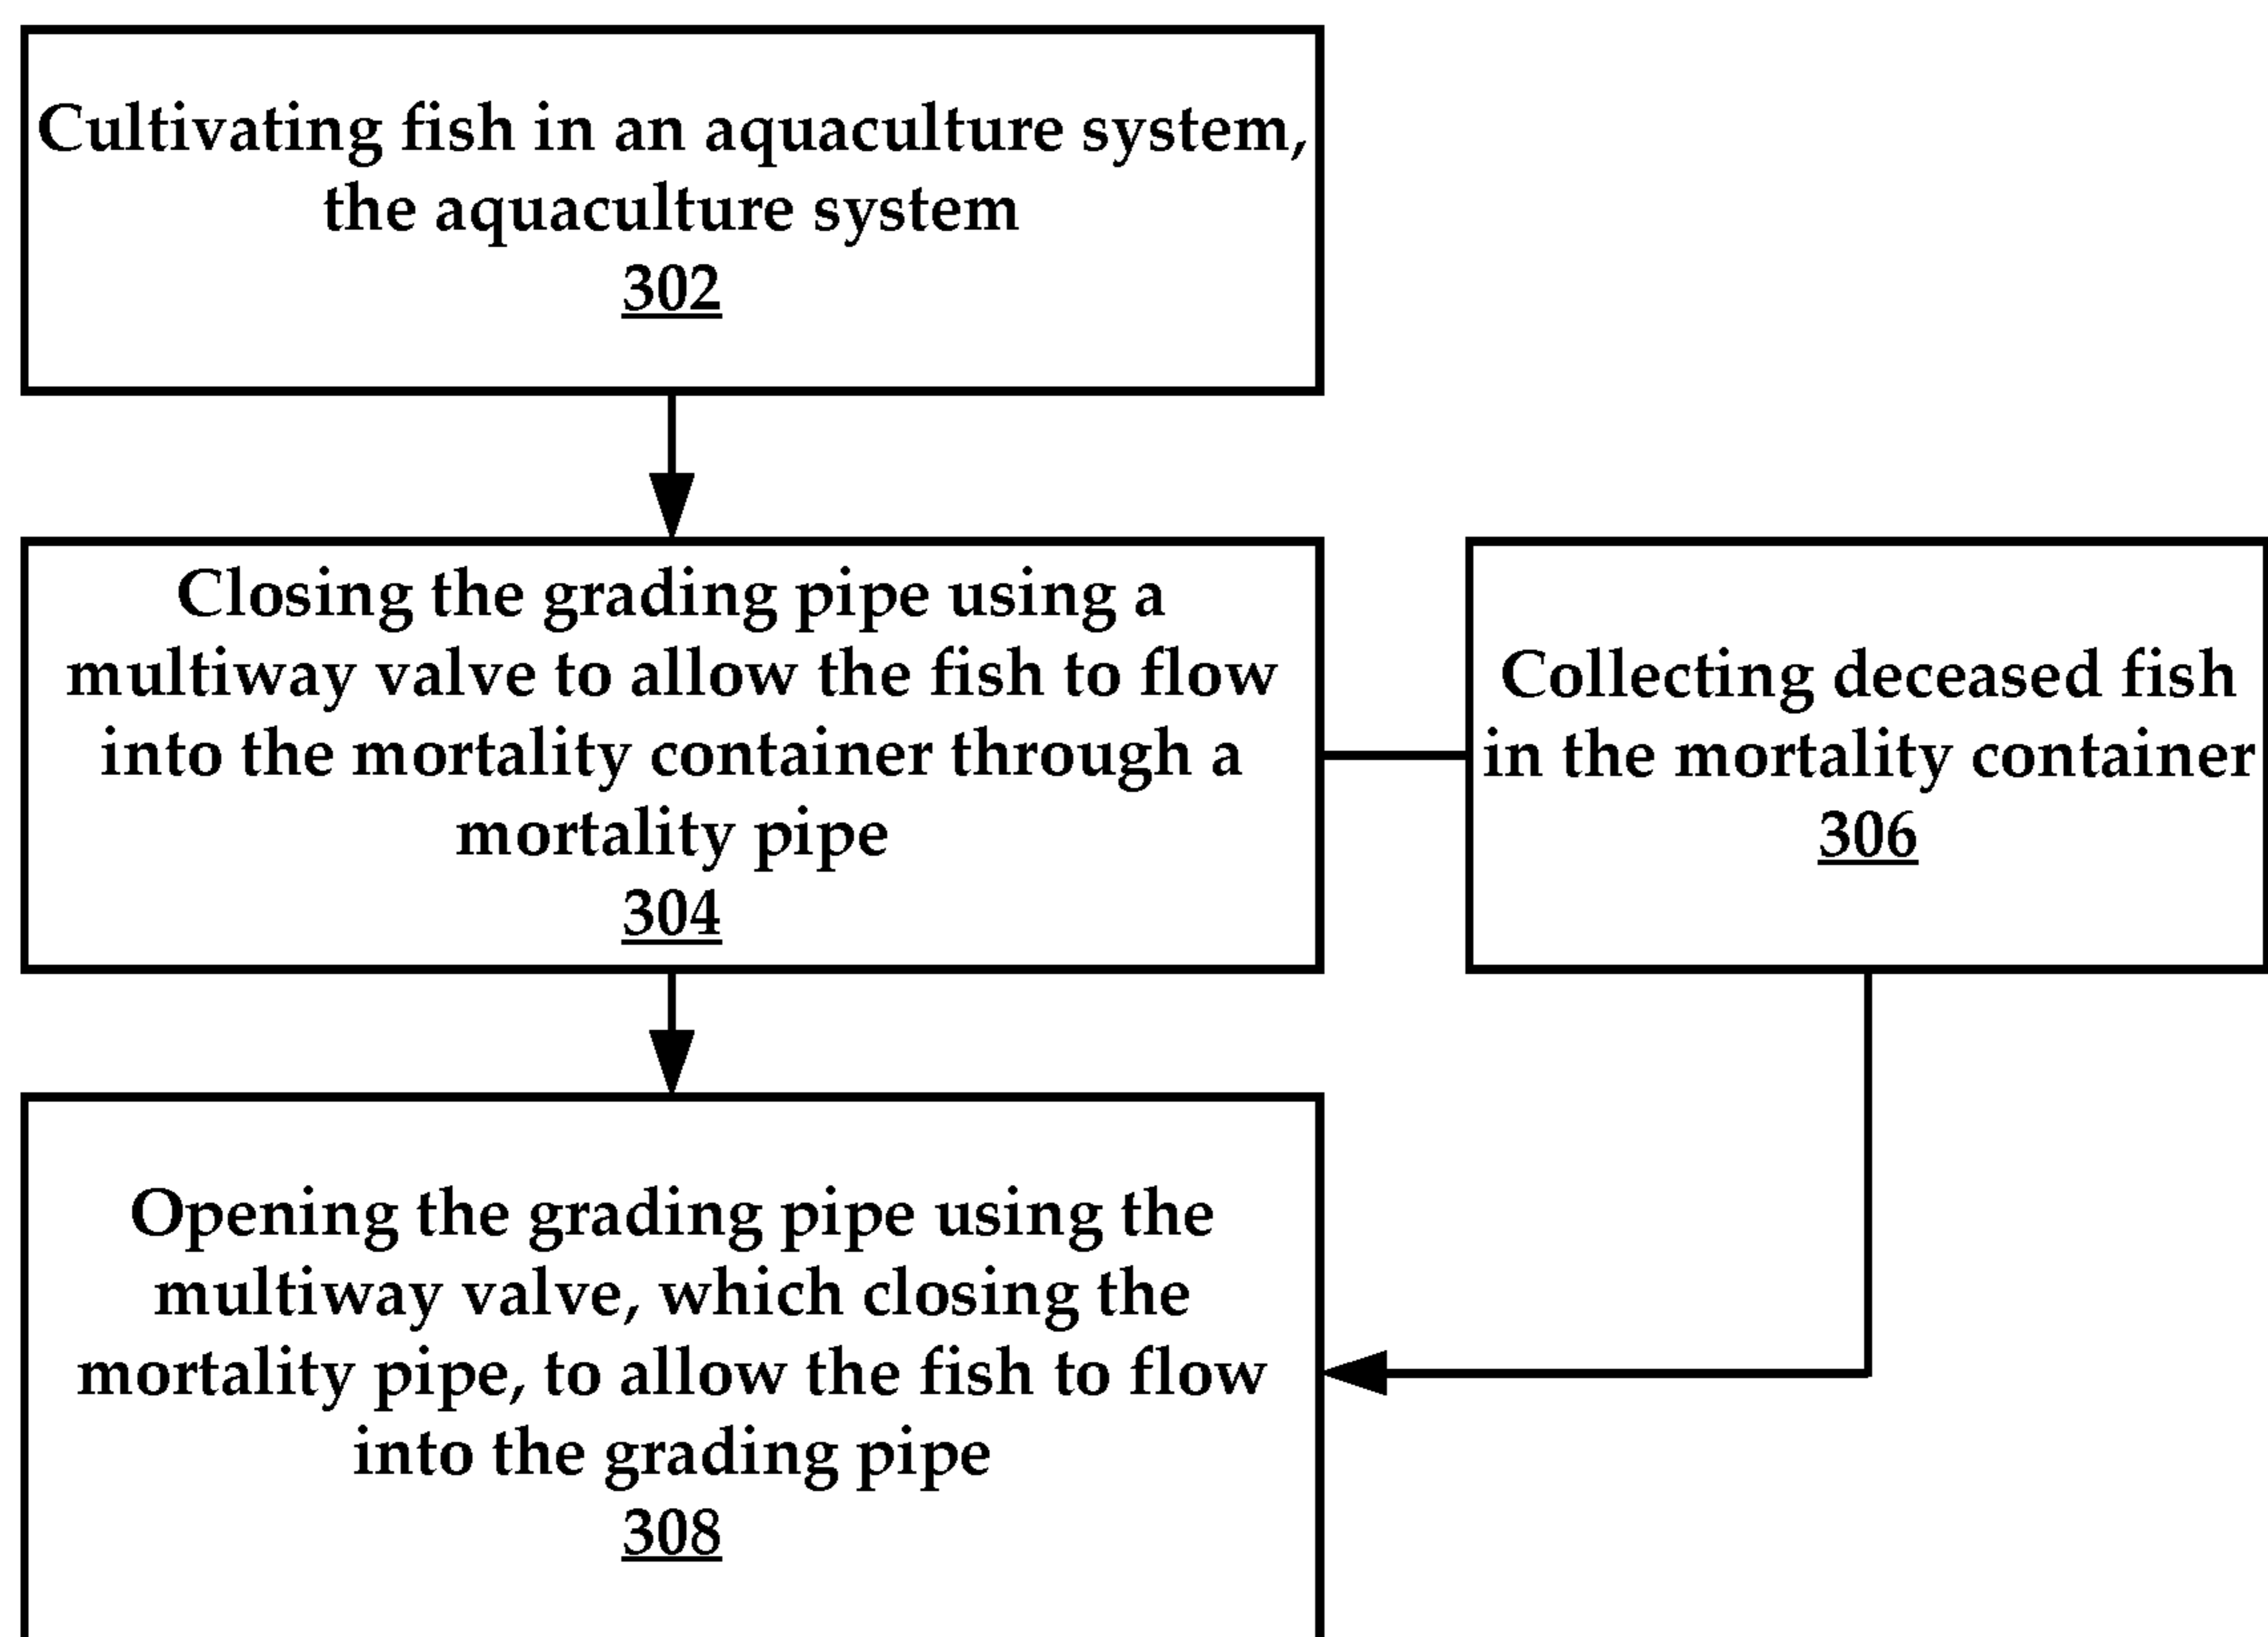 Cultivating fish in an aquaculture system,
the aquaculture system
302
Closing the grading pipe using a
multiway valve to allow the fish to flow
into the mortality container through a
mortality pipe
304
Collecting deceased fish
in the mortality container
306
Opening the grading pipe using the
multiway valve, which closing the
mortality pipe, to allow the fish to flow
into the grading pipe
308